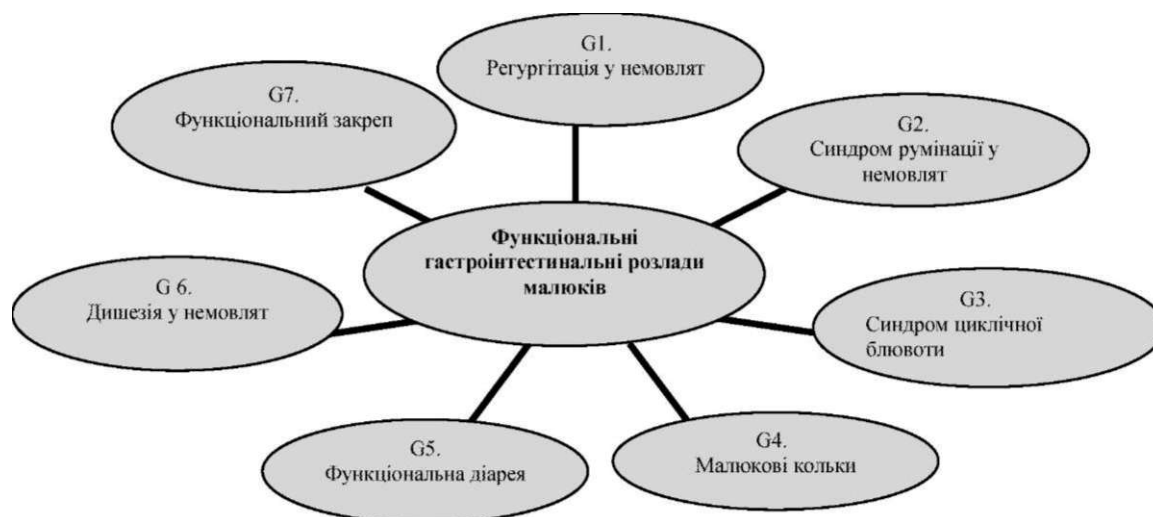 G1.
Регургітація у немовлят
G2.
Синдром румінації у
немовлят
G3.
Синдром циклічної
блювоти
G4.
Малюкові кольки
G5.
Функціональна діарея
G 6.
Дишезія у немовлят
G7.
Функціональний закреп
Функціональні
гастроінтестинальні розлади
малюків